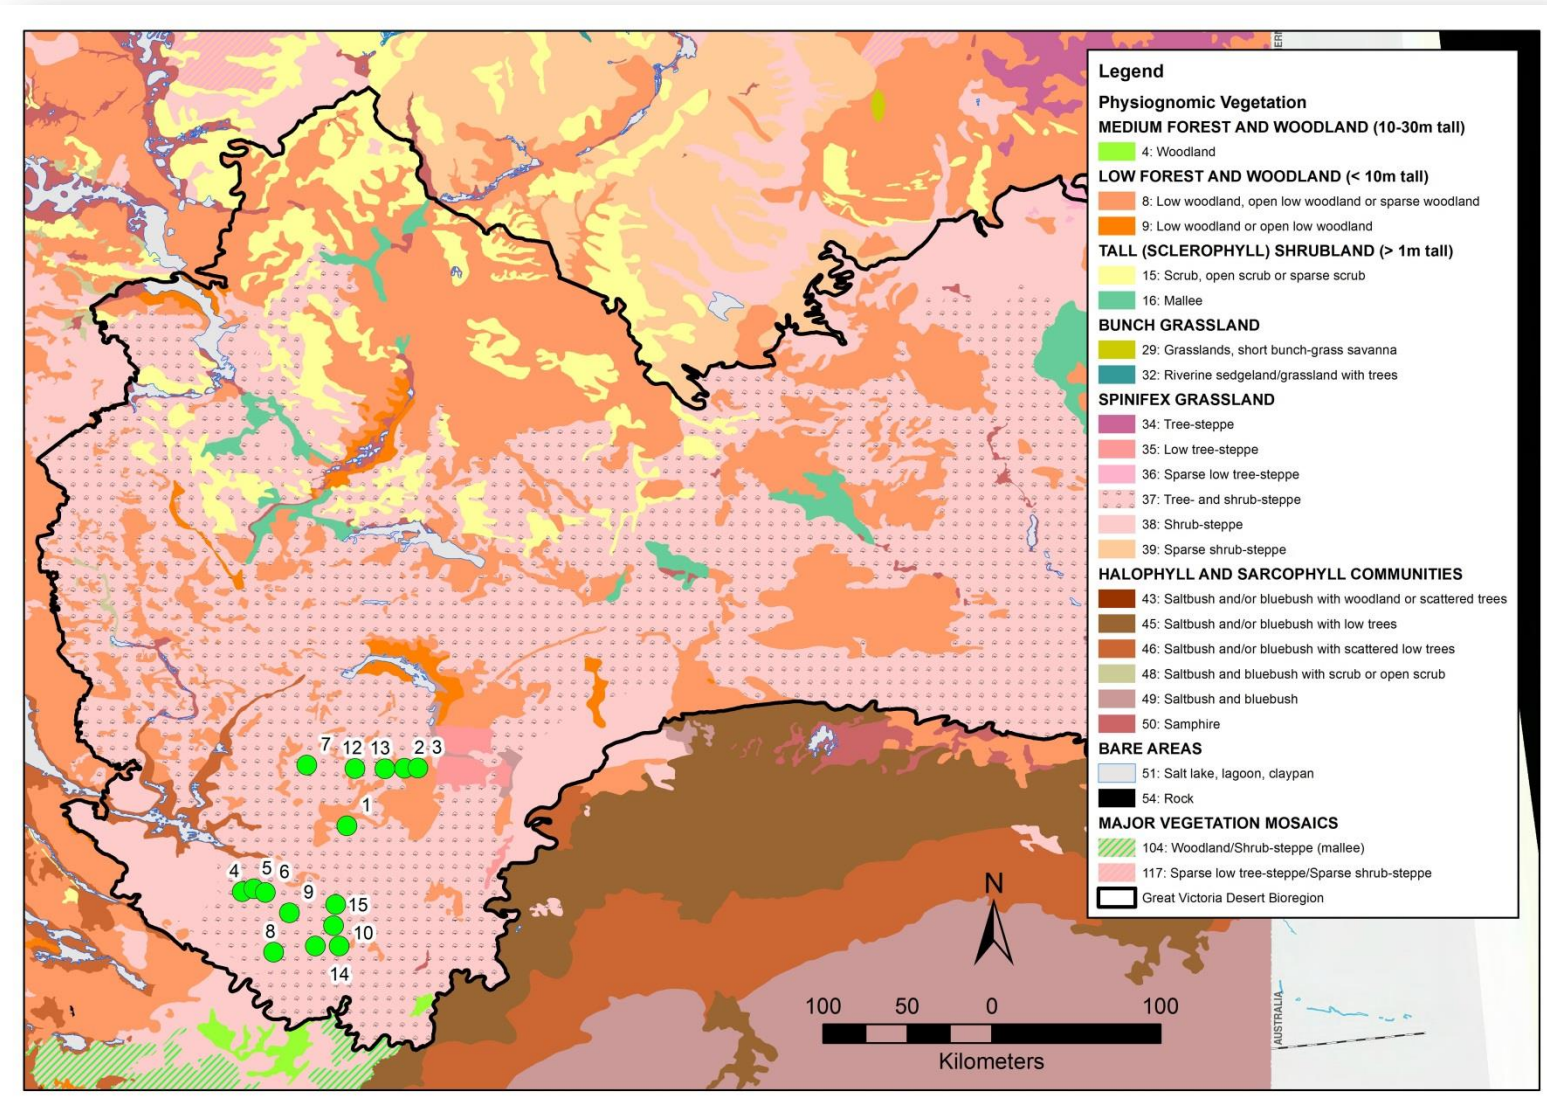 ERN
Legend
Physiognomic Vegetation
MEDIUM FOREST AND WOODLAND (10-30m tall)
4: Woodland
LOW FOREST AND WOODLAND (< 10m tall)
8: Low woodland, open low woodland or sparse woodland
9: Low woodland or open low woodland
TALL (SCLEROPHYLL) SHRUBLAND (> 1m tall)
15: Scrub, open scrub or sparse scrub
16: Mallee
BUNCH GRASSLAND
29: Grasslands, short bunch-grass savanna
32: Riverine sedgeland/grassland with trees
SPINIFEX GRASSLAND
34: Tree-steppe
35: Low tree-steppe
36: Sparse low tree-steppe
37: Tree- and shrub-steppe
38: Shrub-steppe
39: Sparse shrub-steppe
HALOPHYLL AND SARCOPHYLL COMMUNITIES
43: Saltbush and/or bluebush with woodland or scattered trees
45: Saltbush and/or bluebush with low trees
46: Saltbush and/or bluebush with scattered low trees
48: Saltbush and bluebush with scrub or open scrub
49: Saltbush and bluebush
50: Samphire
BARE AREAS
51: Salt lake, lagoon, claypan
54: Rock
MAJOR VEGETATION MOSAICS
104: Woodland/Shrub-steppe (mallee)
117: Sparse low tree-steppe/Sparse shrub-steppe
Great Victoria Desert Bioregion
7 12 13 2 3
1
4 5 6
9
15
8 10
14
N
100 50 0 100
Kilometers
AUSTRALIA